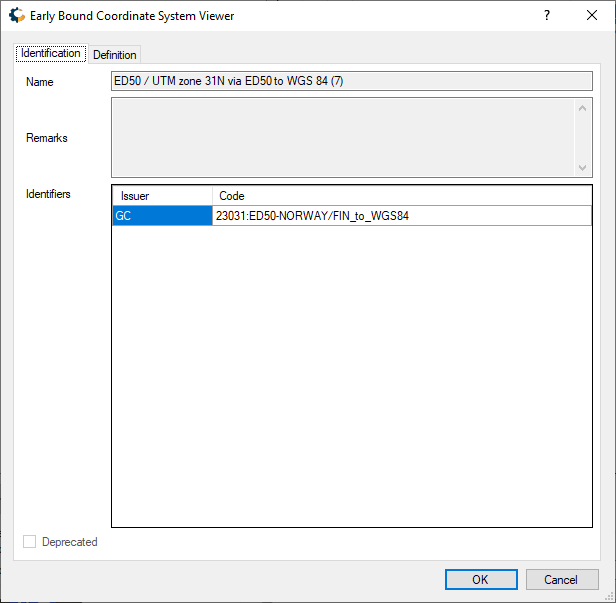 Early Bound Coordinate System Viewer
?
Identification Definition
Name ED50 / UTM zone 31N via ED50 to WGS 84 (7)
Remarks
Identifiers Issuer Code
GC 23031:ED50-NORWAY/FIN_to_WGS84
Deprecated
OK Cancel